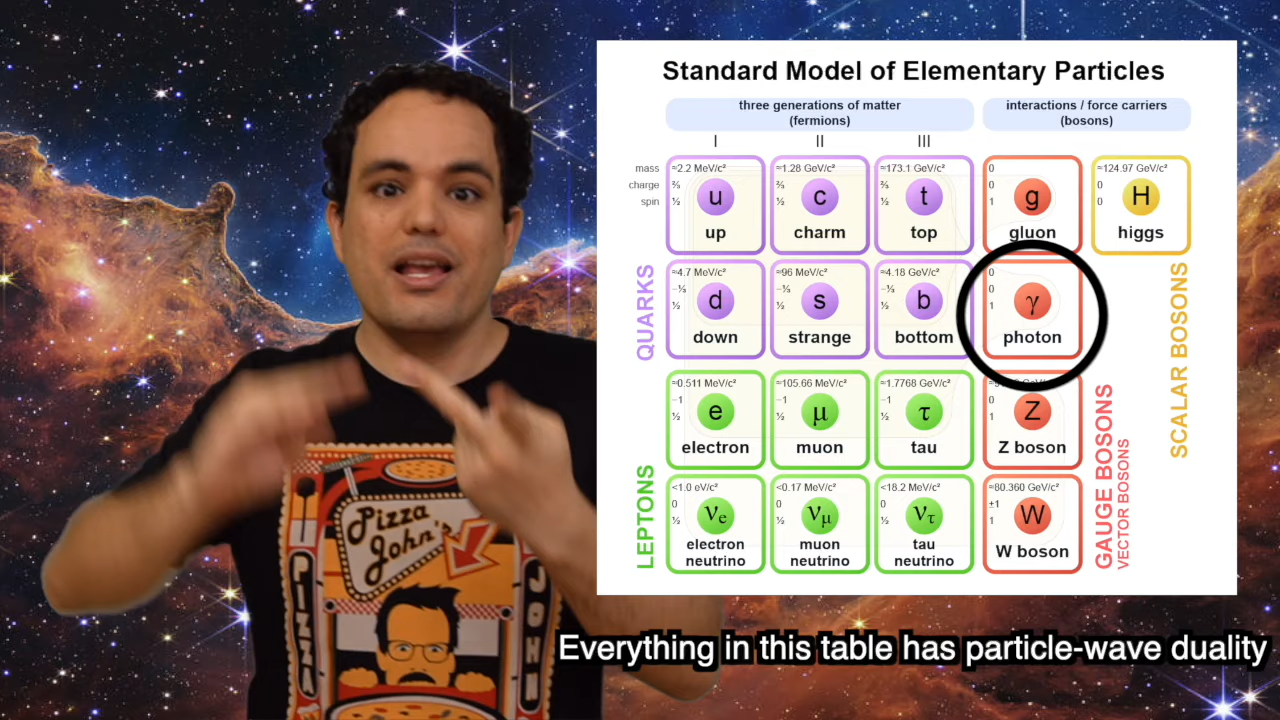 Standard Model of Elementary Particles
three generations of matter
(fermions)
interactions / force carriers
(bosons)
I II III
mass
charge
spin
≈2.2 MeV/c²
⅔
½
u
up
≈1.28 GeV/c²
⅔
½
c
charm
≈173.1 GeV/c²
⅔
½
t
top
0
0
1
g
gluon
≈124.97 GeV/c²
0
0
H
higgs
QUARKS
≈4.7 MeV/c²
−⅓
½
d
down
≈96 MeV/c²
−⅓
½
s
strange
≈4.18 GeV/c²
−⅓
½
b
bottom
0
0
1
γ
photon
SCALAR BOSONS
LEPTONS
≈0.511 MeV/c²
−1
½
e
electron
≈105.66 MeV/c²
−1
½
μ
muon
≈1.7768 GeV/c²
−1
½
τ
tau
0
1
Z
Z boson
GAUGE BOSONS
VECTOR BOSONS
<1.0 eV/c²
0
½
νe
electron
neutrino
<0.17 MeV/c²
0
½
νμ
muon
neutrino
<18.2 MeV/c²
0
½
ντ
tau
neutrino
≈80.360 GeV/c²
±1
1
W
W boson
Pizza
John's
PIZZA
JOHN
Everything in this table has particle-wave duality